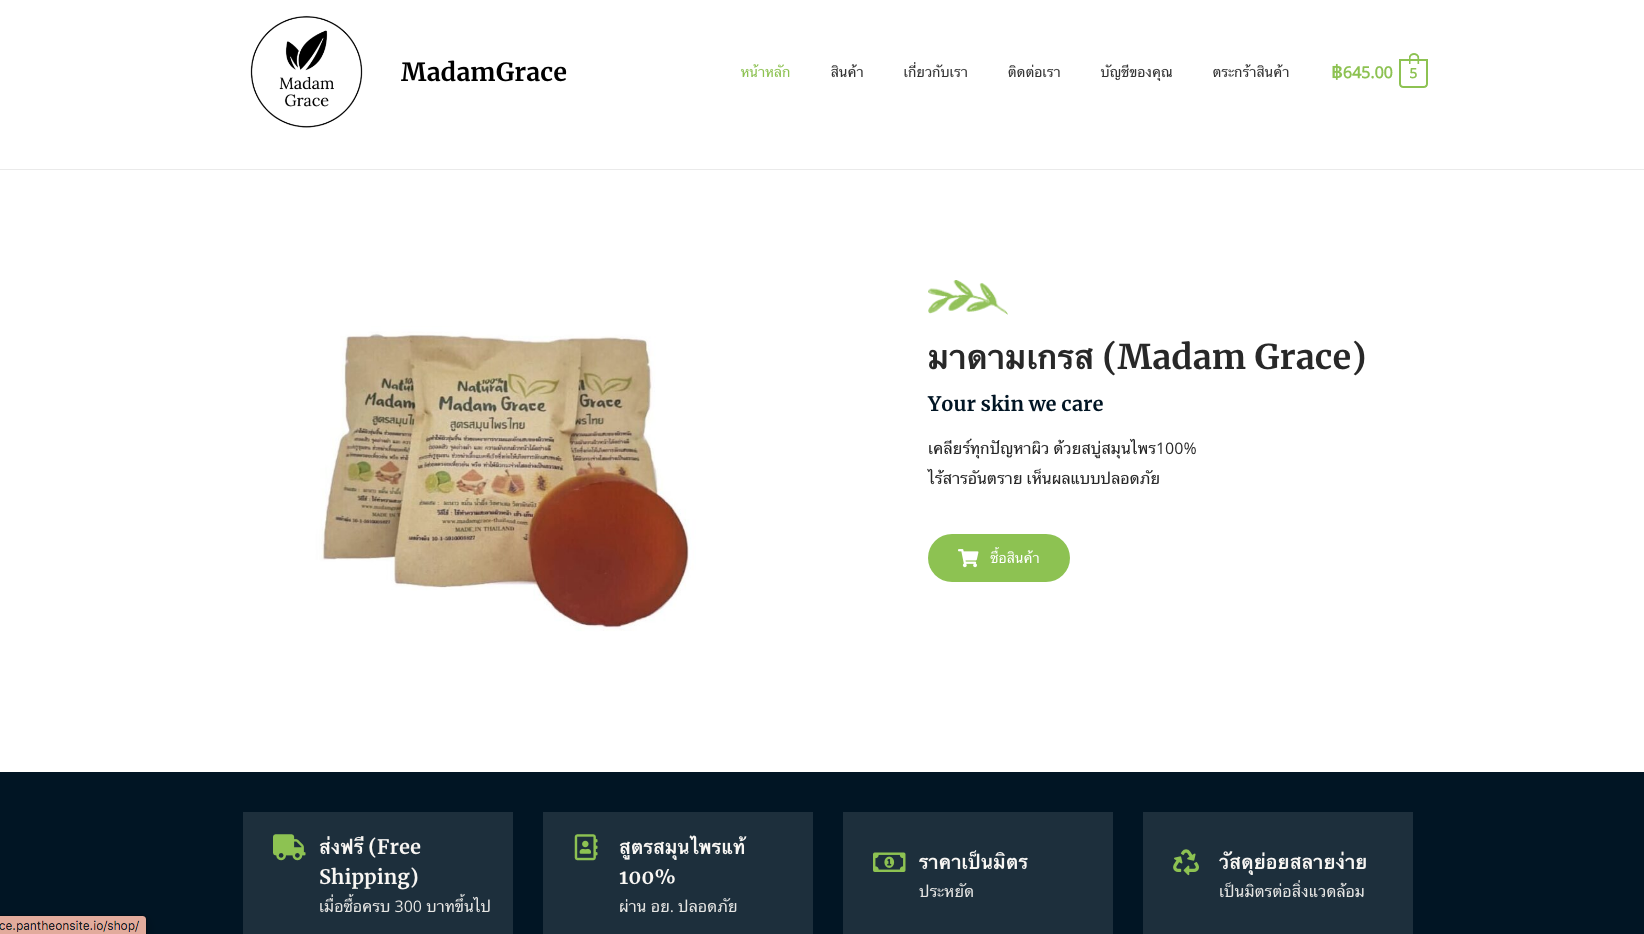 Madam
Grace
MadamGrace
หน้าหลัก
สินค้า
เกี่ยวกับเรา
ติดต่อเรา
บัญชีของคุณ
ตระกร้าสินค้า
฿645.00
5
100%
Natural
Madam Grace
สูตรสมุนไพรไทย
www.madamgrace-thailand.com
MADE IN THAILAND
มาดามเกรส (Madam Grace)
Your skin we care
เคลียร์ทุกปัญหาผิว ด้วยสบู่สมุนไพร100%
ไร้สารอันตราย เห็นผลแบบปลอดภัย
ซื้อสินค้า
ส่งฟรี (Free
Shipping)
เมื่อซื้อครบ 300 บาทขึ้นไป
สูตรสมุนไพรแท้
100%
ผ่าน อย. ปลอดภัย
ราคาเป็นมิตร
ประหยัด
วัสดุย่อยสลายง่าย
เป็นมิตรต่อสิ่งแวดล้อม
ce.pantheonsite.io/shop/